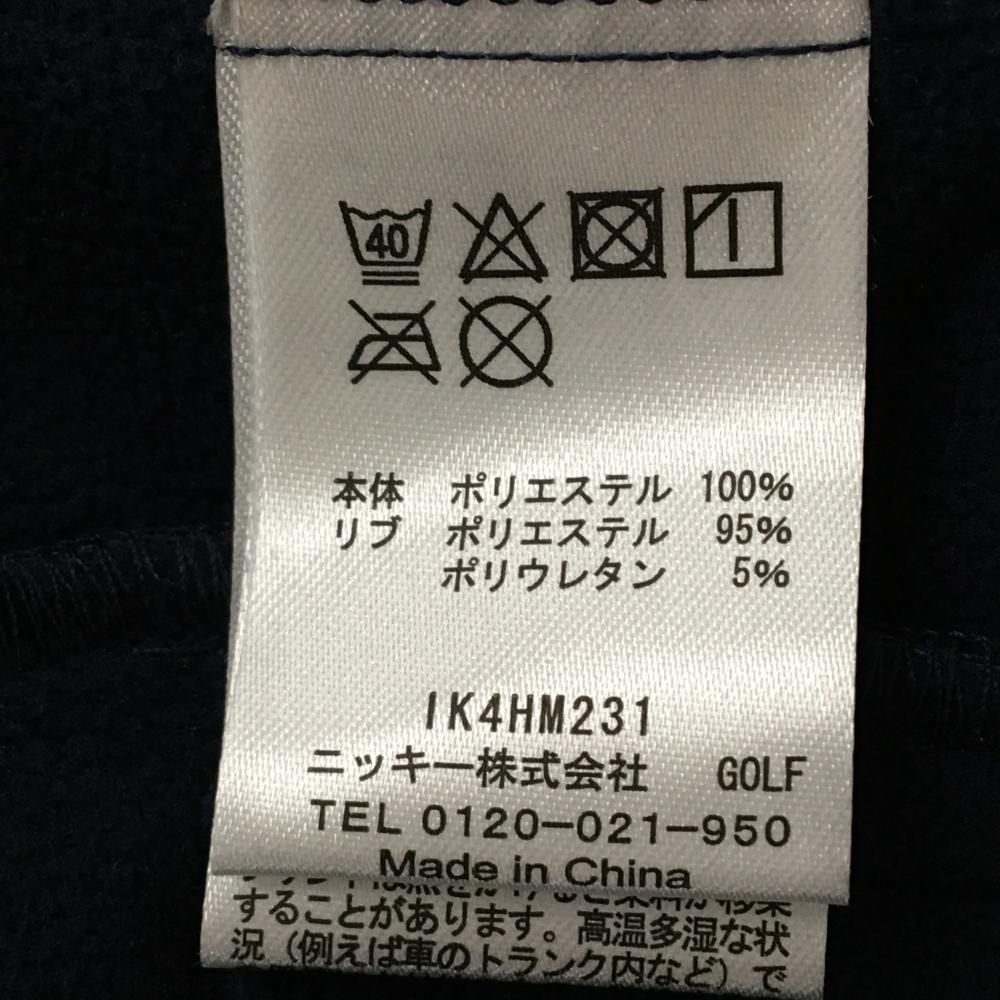 40
本体 ポリエステル 100%
リブ ポリエステル 95%
ポリウレタン 5%
IK4HM231
ニッキー株式会社 GOLF
TEL 0120-021-950
Made in China
することがあります。高温多湿な状
況(例えば車のトランク内など)で